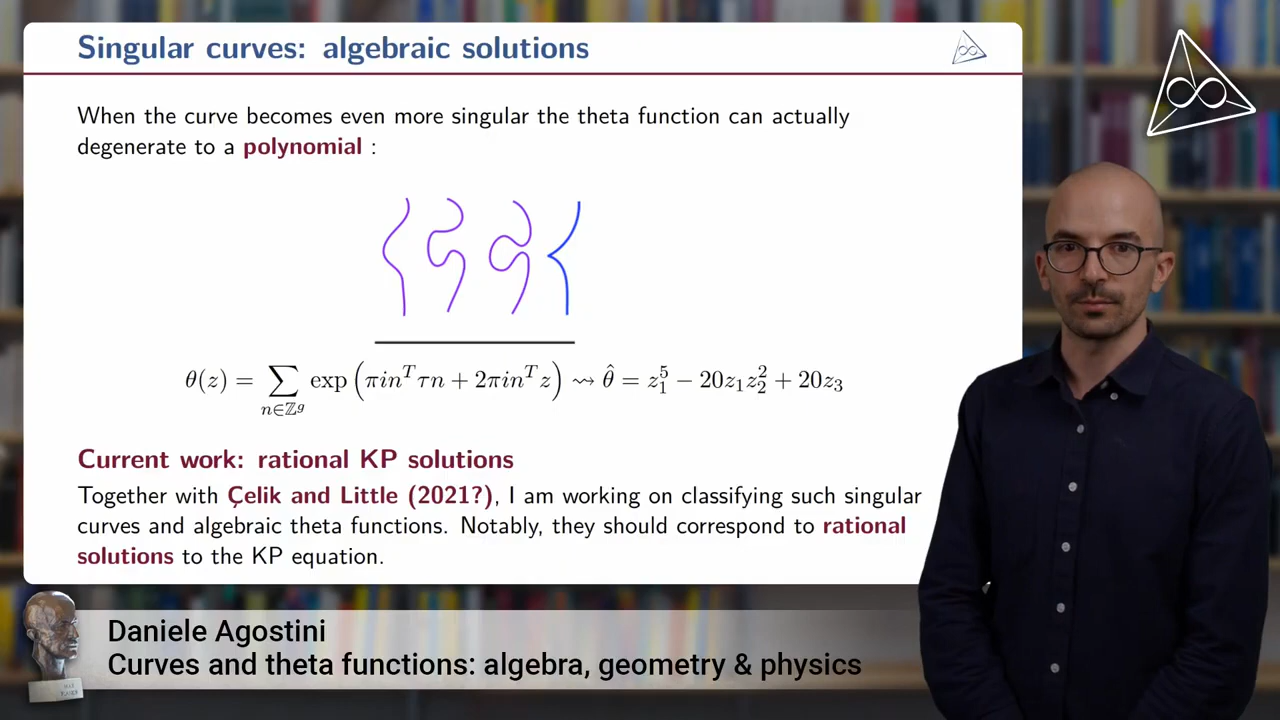 Singular curves: algebraic solutions
When the curve becomes even more singular the theta function can actually
degenerate to a polynomial :
θ(z) = ∑_{n∈ℤ^g} exp (πin^T τn + 2πin^T z) ⇝ θ̂ = z_1^5 − 20z_1z_2^2 + 20z_3
Current work: rational KP solutions
Together with Çelik and Little (2021?), I am working on classifying such singular
curves and algebraic theta functions. Notably, they should correspond to rational
solutions to the KP equation.
Daniele Agostini
Curves and theta functions: algebra, geometry & physics